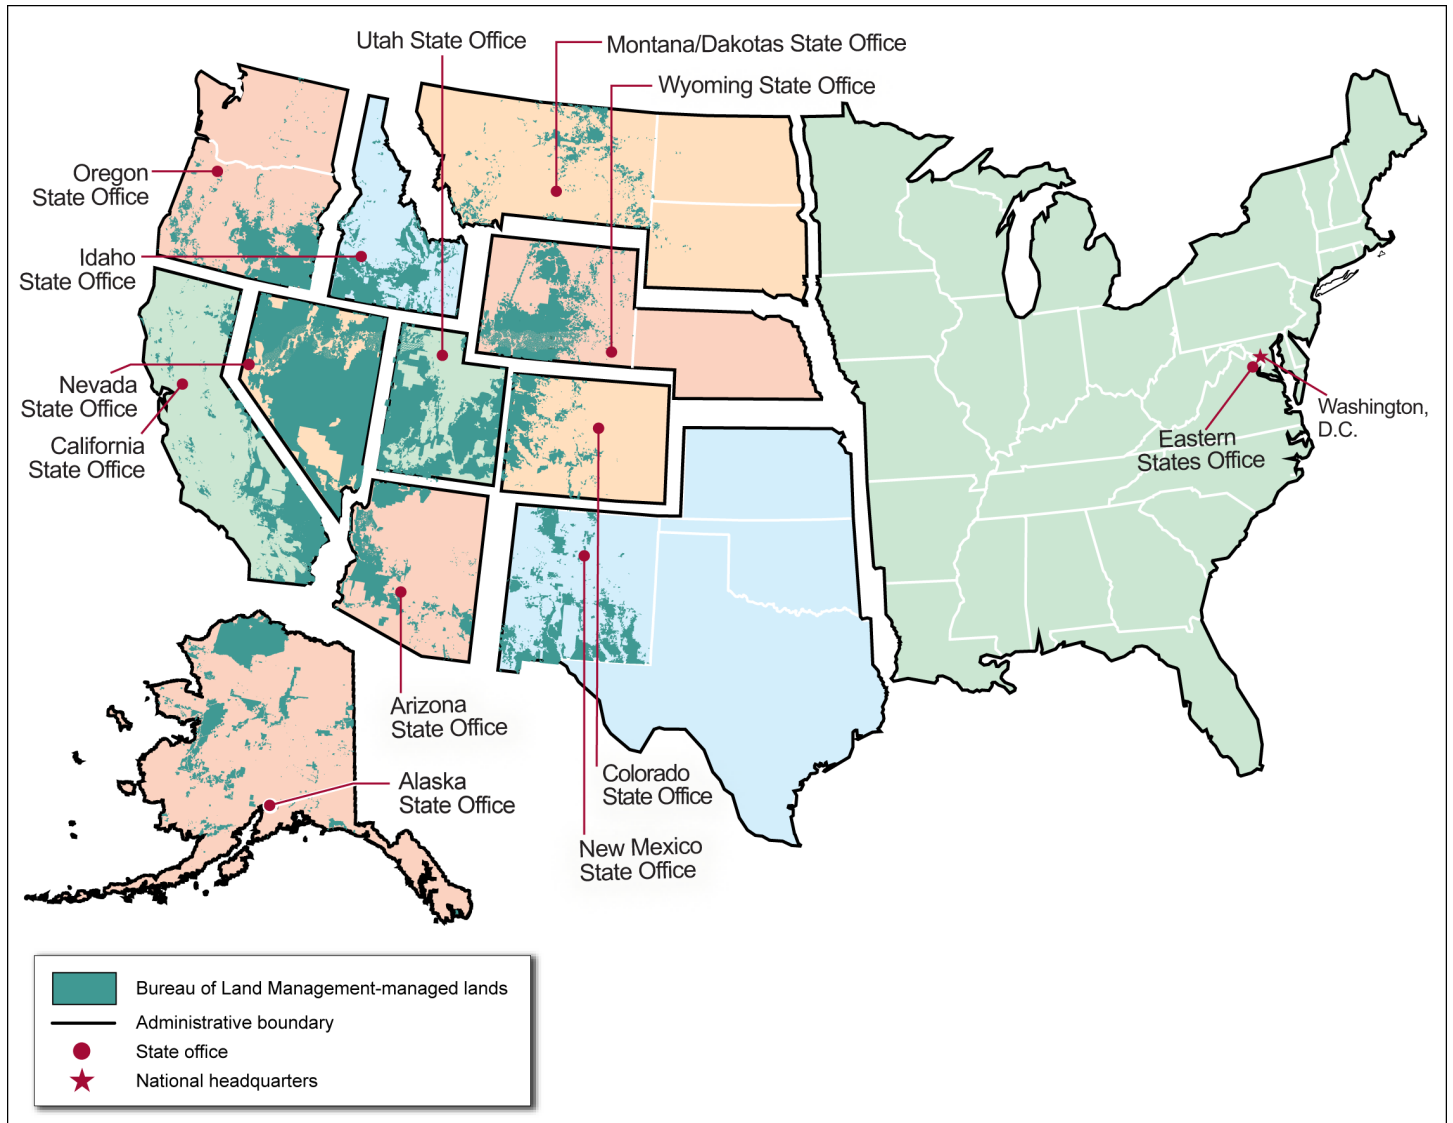 Utah State Office
Montana/Dakotas State Office
Wyoming State Office
Oregon
State Office
Idaho
State Office
Nevada
State Office
California
State Office
Washington,
D.C.
Eastern
States Office
Arizona
State Office
Colorado
State Office
Alaska
State Office
New Mexico
State Office
Bureau of Land Management-managed lands
Administrative boundary
State office
National headquarters